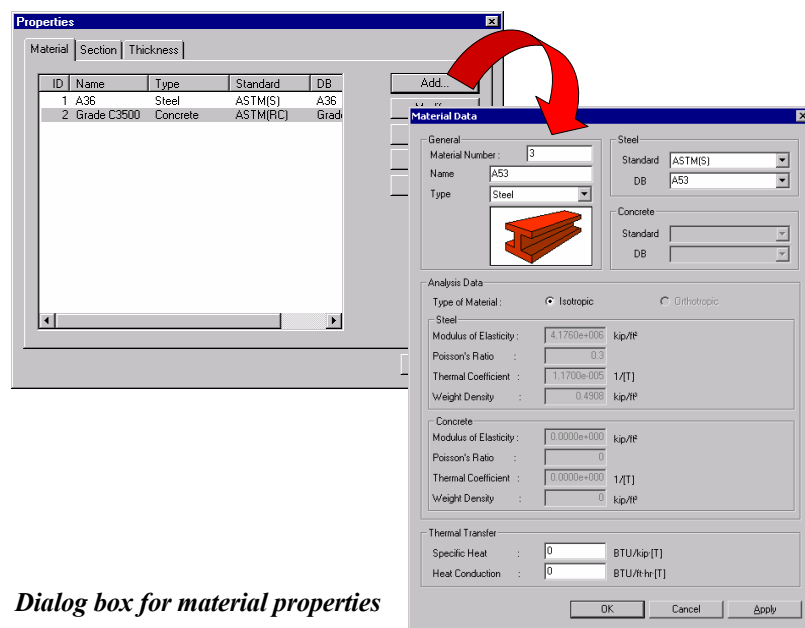 Properties
Material Section Thickness
ID Name Type Standard DB
1 A36 Steel ASTM(S) A36
2 Grade C3500 Concrete ASTM(RC) Grad
Add...
Material Data
General
Material Number : 3
Name A53
Type Steel
Steel
Standard ASTM(S)
DB A53
Concrete
Standard
DB
Analysis Data
Type of Material : Isotropic Orthotropic
Steel
Modulus of Elasticity : 4.1760e+006 kip/ft²
Poisson's Ratio : 0.3
Thermal Coefficient : 1.1700e-005 1/[T]
Weight Density : 0.4908 kip/ft³
Concrete
Modulus of Elasticity : 0.0000e+000 kip/ft²
Poisson's Ratio : 0
Thermal Coefficient : 0.0000e+000 1/[T]
Weight Density : 0 kip/ft³
Thermal Transfer
Specific Heat : 0 BTU/kip·[T]
Heat Conduction : 0 BTU/ft·hr·[T]
OK Cancel Apply
Dialog box for material properties